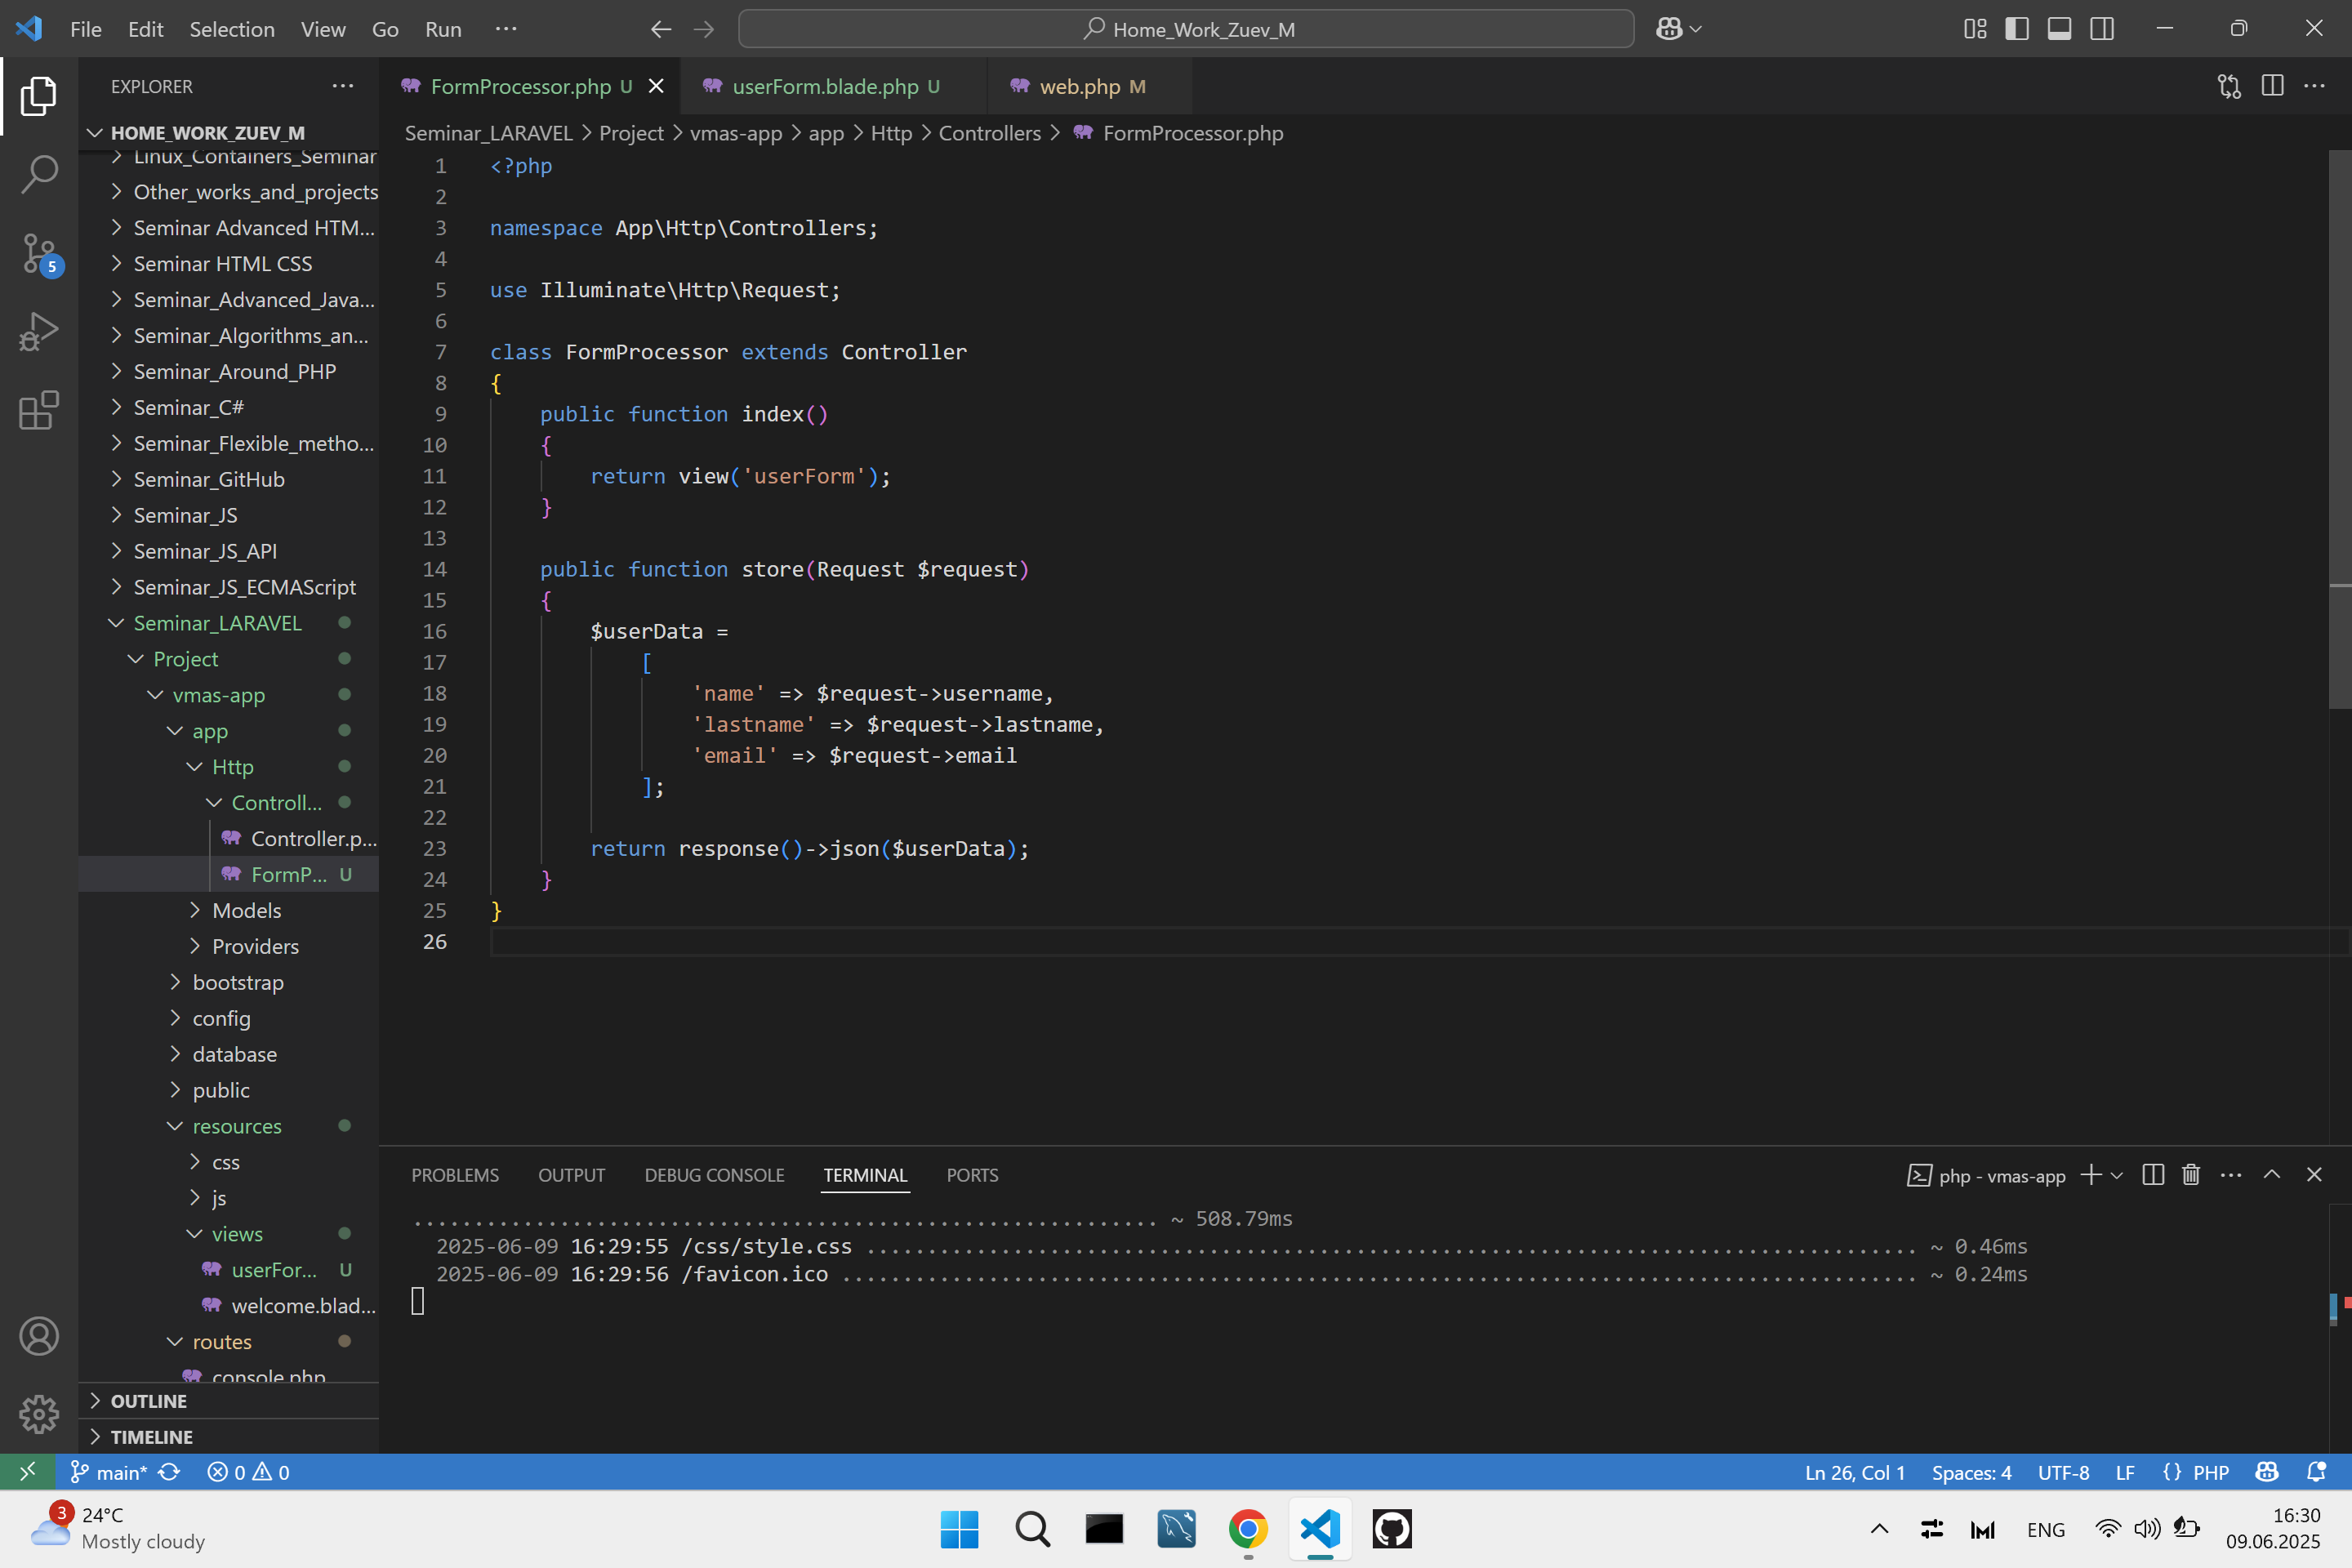 File Edit Selection View Go Run ···
Home_Work_Zuev_M
EXPLORER
HOME_WORK_ZUEV_M
Linux_Containers_Seminar
Other_works_and_projects
Seminar Advanced HTM...
Seminar HTML CSS
Seminar_Advanced_Java...
Seminar_Algorithms_an...
Seminar_Around_PHP
Seminar_C#
Seminar_Flexible_metho...
Seminar_GitHub
Seminar_JS
Seminar_JS_API
Seminar_JS_ECMAScript
Seminar_LARAVEL
Project
vmas-app
app
Http
Controll...
Controller.p...
FormP... U
Models
Providers
bootstrap
config
database
public
resources
css
js
views
userFor... U
welcome.blad...
routes
console.php
OUTLINE
TIMELINE
5
FormProcessor.php U userForm.blade.php U web.php M
Seminar_LARAVEL > Project > vmas-app > app > Http > Controllers > FormProcessor.php
1 <?php
2
3 namespace App\Http\Controllers;
4
5 use Illuminate\Http\Request;
6
7 class FormProcessor extends Controller
8 {
9 public function index()
10 {
11 return view('userForm');
12 }
13
14 public function store(Request $request)
15 {
16 $userData =
17 [
18 'name' => $request->username,
19 'lastname' => $request->lastname,
20 'email' => $request->email
21 ];
22
23 return response()->json($userData);
24 }
25 }
26
PROBLEMS OUTPUT DEBUG CONSOLE TERMINAL PORTS
php - vmas-app
............................................................. ~ 508.79ms
2025-06-09 16:29:55 /css/style.css ...................................................................................... ~ 0.46ms
2025-06-09 16:29:56 /favicon.ico ........................................................................................ ~ 0.24ms
main* 0 0
Ln 26, Col 1 Spaces: 4 UTF-8 LF {} PHP
3
24°C
Mostly cloudy
ENG
16:30
09.06.2025